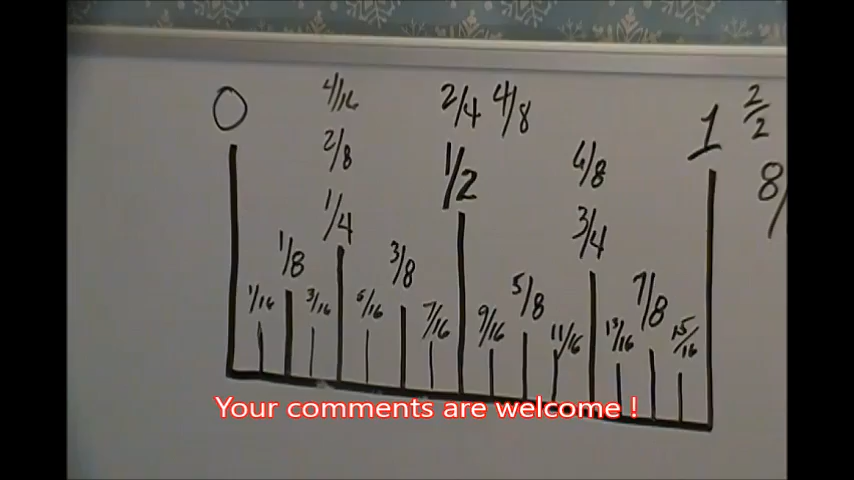 0 4/16 2/4 4/8 1 2/2
2/8 1/2 4/8 8/
1/4 3/4
1/8 3/8 5/8 7/8
1/16 3/16 5/16 7/16 9/16 11/16 13/16 15/16
Your comments are welcome !